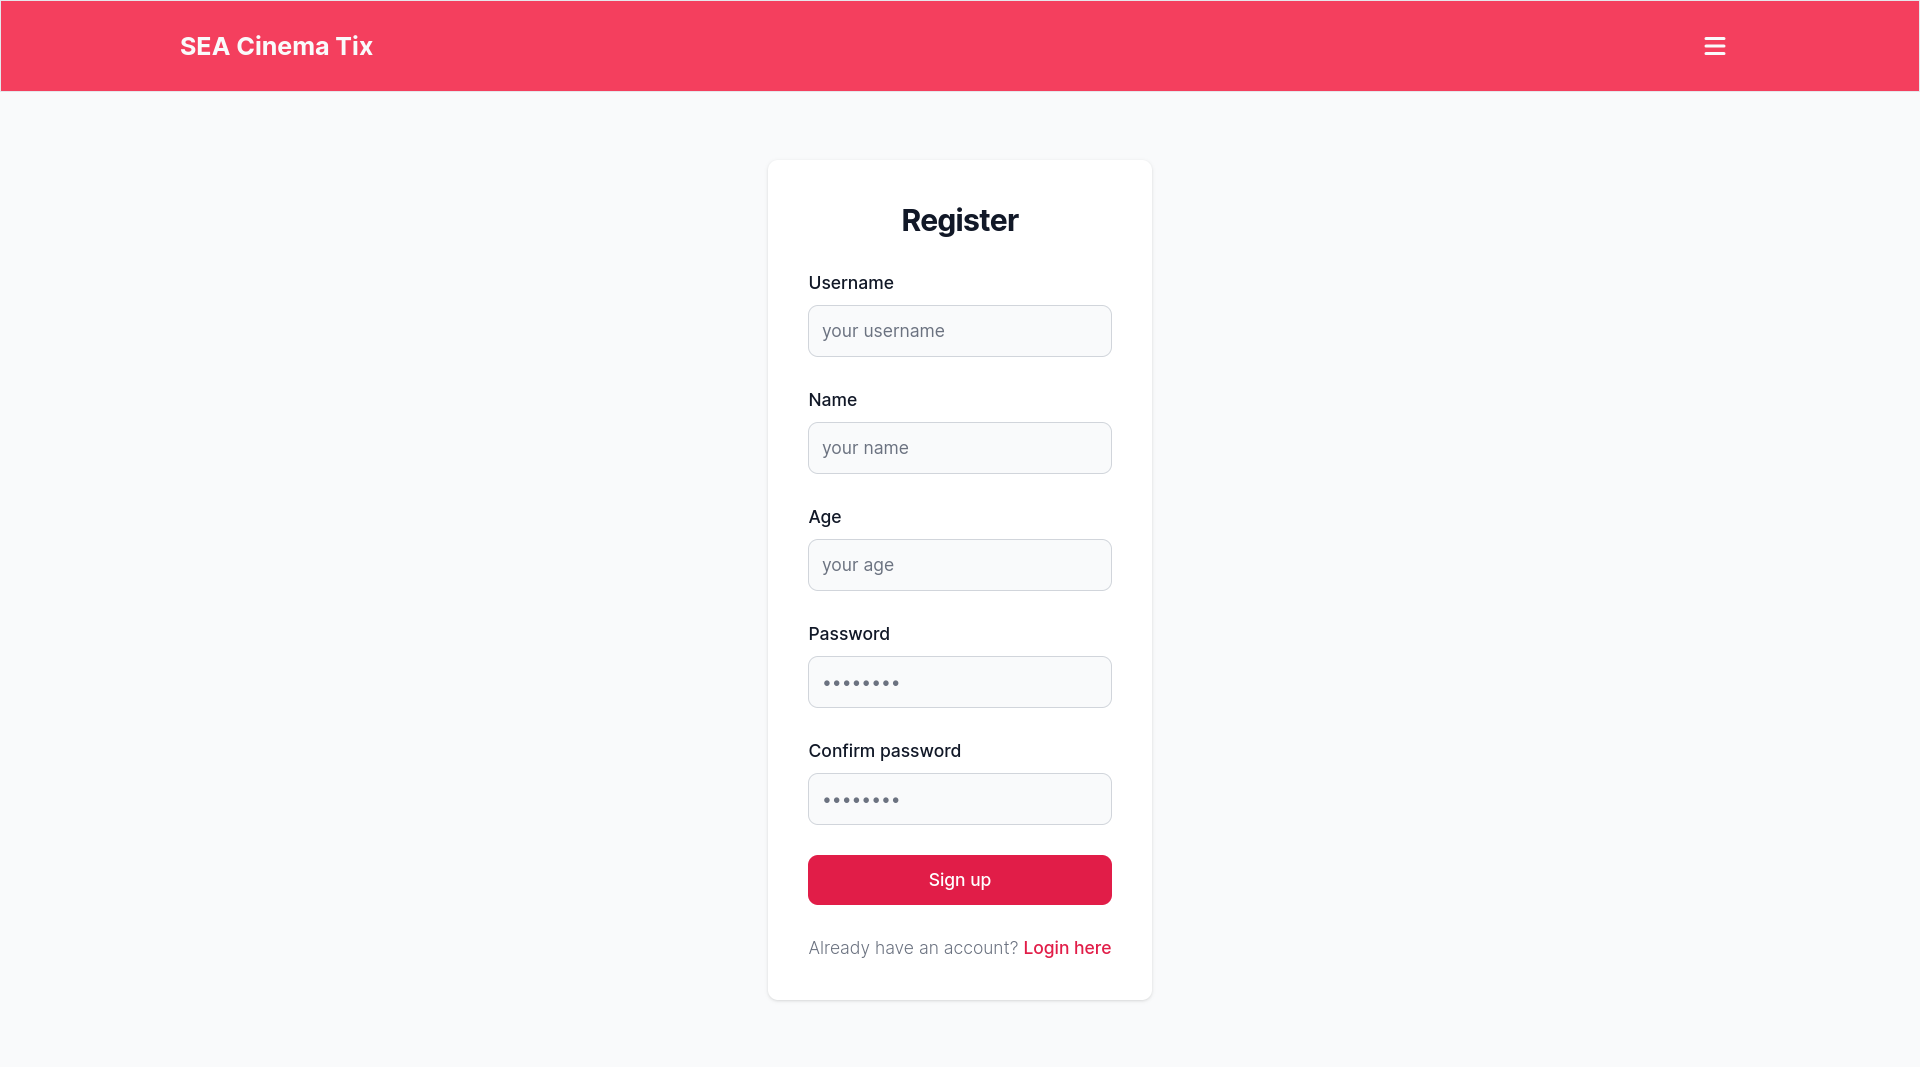 SEA Cinema Tix
Register
Username
your username
Name
your name
Age
your age
Password
••••••••
Confirm password
••••••••
Sign up
Already have an account? Login here